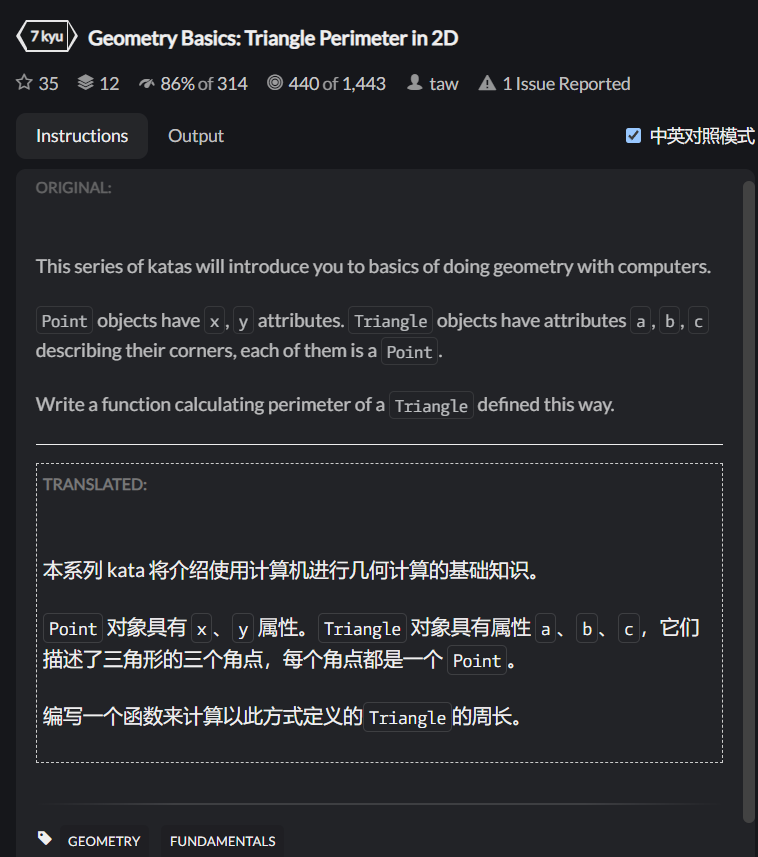 7 kyu Geometry Basics: Triangle Perimeter in 2D
35 12 86% of 314 440 of 1,443 taw 1 Issue Reported
Instructions Output 中英对照模式
ORIGINAL:
This series of katas will introduce you to basics of doing geometry with computers.
Point objects have x, y attributes. Triangle objects have attributes a, b, c
describing their corners, each of them is a Point.
Write a function calculating perimeter of a Triangle defined this way.
TRANSLATED:
本系列 kata 将介绍使用计算机进行几何计算的基础知识。
Point 对象具有 x、y 属性。Triangle 对象具有属性 a、b、c，它们
描述了三角形的三个角点，每个角点都是一个 Point。
编写一个函数来计算以此方式定义的Triangle的周长。
GEOMETRY FUNDAMENTALS